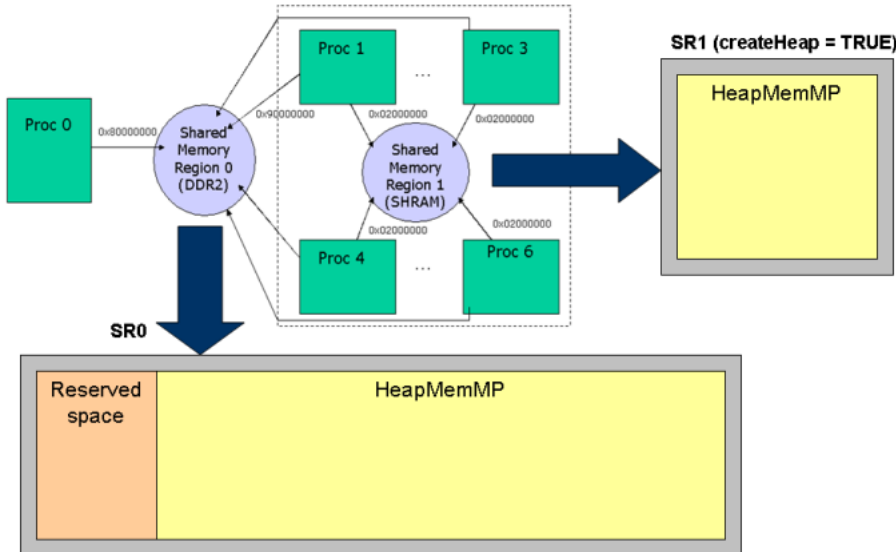 Proc 1
...
Proc 3
SR1 (createHeap = TRUE)
HeapMemMP
Proc 0
0x80000000
Shared
Memory
Region 0
(DDR2)
0x90000000
0x02000000
0x02000000
Shared
Memory
Region 1
(SHRAM)
0x02000000
0x02000000
Proc 4
...
Proc 6
SR0
Reserved
space
HeapMemMP